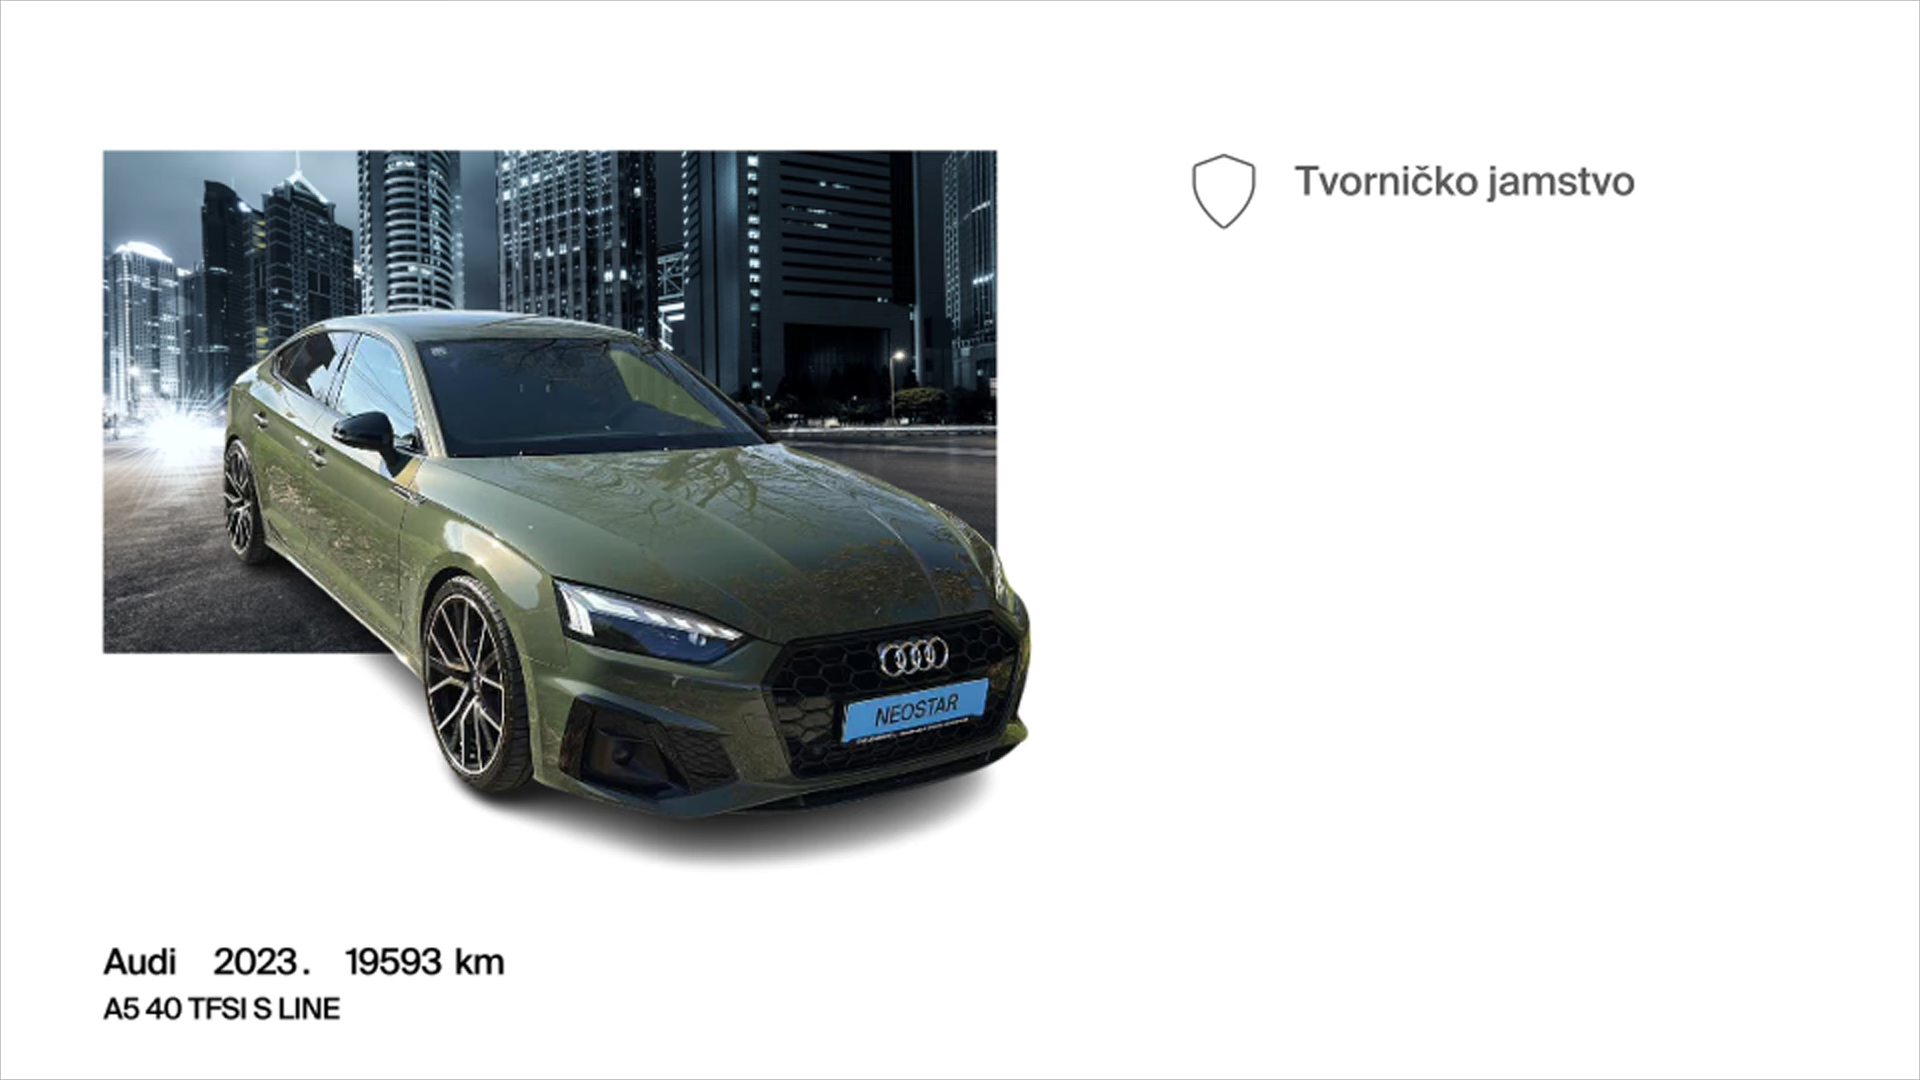 Tvorničko jamstvo
NEOSTAR
Audi 2023. 19593 km
A5 40 TFSI S LINE